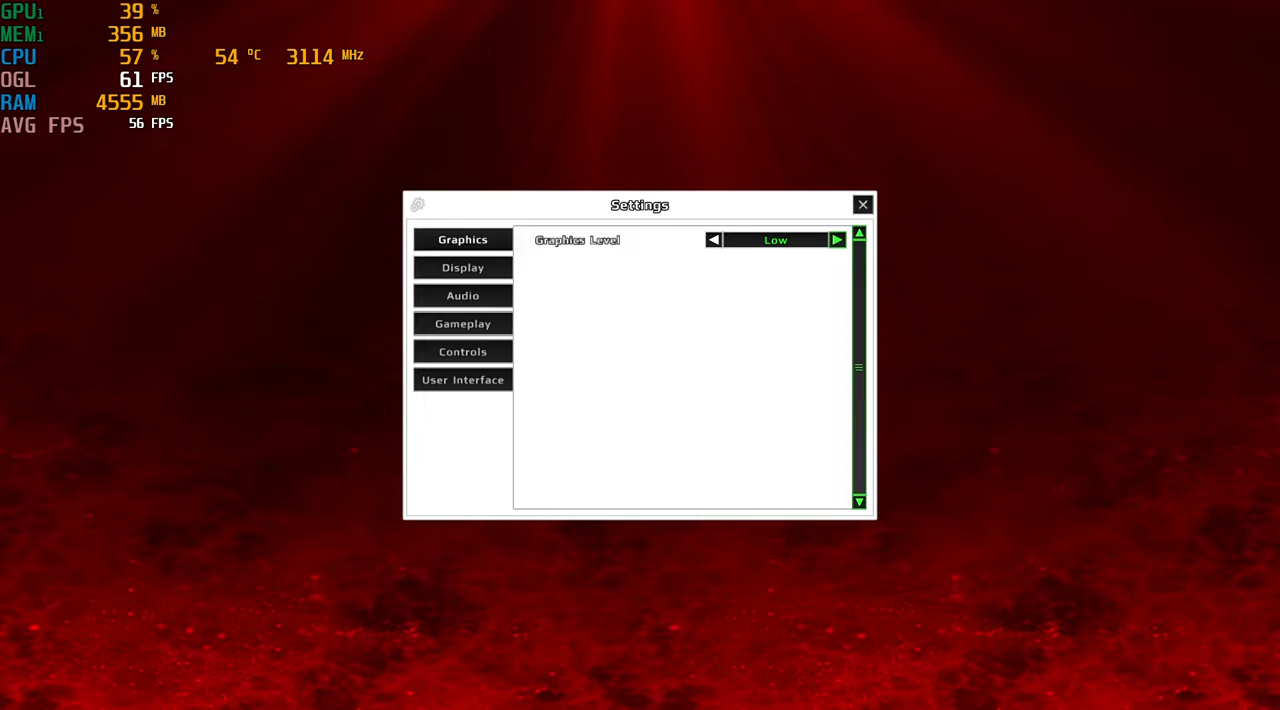 GPU1 39 %
MEM1 356 MB
CPU 57 % 54 °C 3114 MHz
OGL 61 FPS
RAM 4555 MB
AVG FPS 56 FPS
Settings
Graphics
Graphics Level Low
Display
Audio
Gameplay
Controls
User Interface